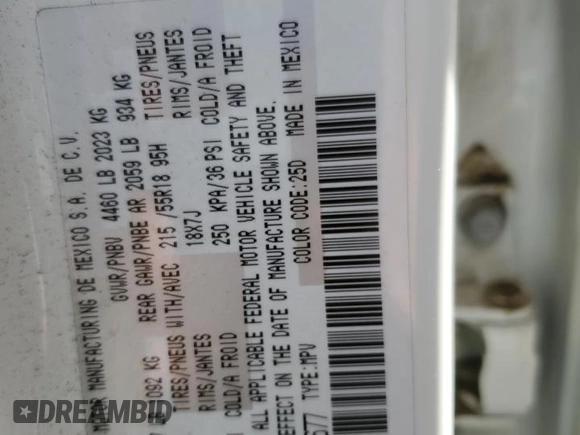 MANUFACTURING DE MEXICO S.A. DE C.V.
GVWR/PNBV 4460 LB 2023 KG
1092 KG REAR GAWR/PNBE AR 2059 LB 934 KG
TIRES/PNEUS WITH/AVEC 215 /55R18 95H TIRES/PNEUS
RIMS/JANTES 18X7J RIMS/JANTES
COLD/A FROID 250 KPA/36 PSI COLD/A FROID
ALL APPLICABLE FEDERAL MOTOR VEHICLE SAFETY AND THEFT
EFFECT ON THE DATE OF MANUFACTURE SHOWN ABOVE.
TYPE:MPV COLOR CODE:25D MADE IN MEXICO
DREAMBID